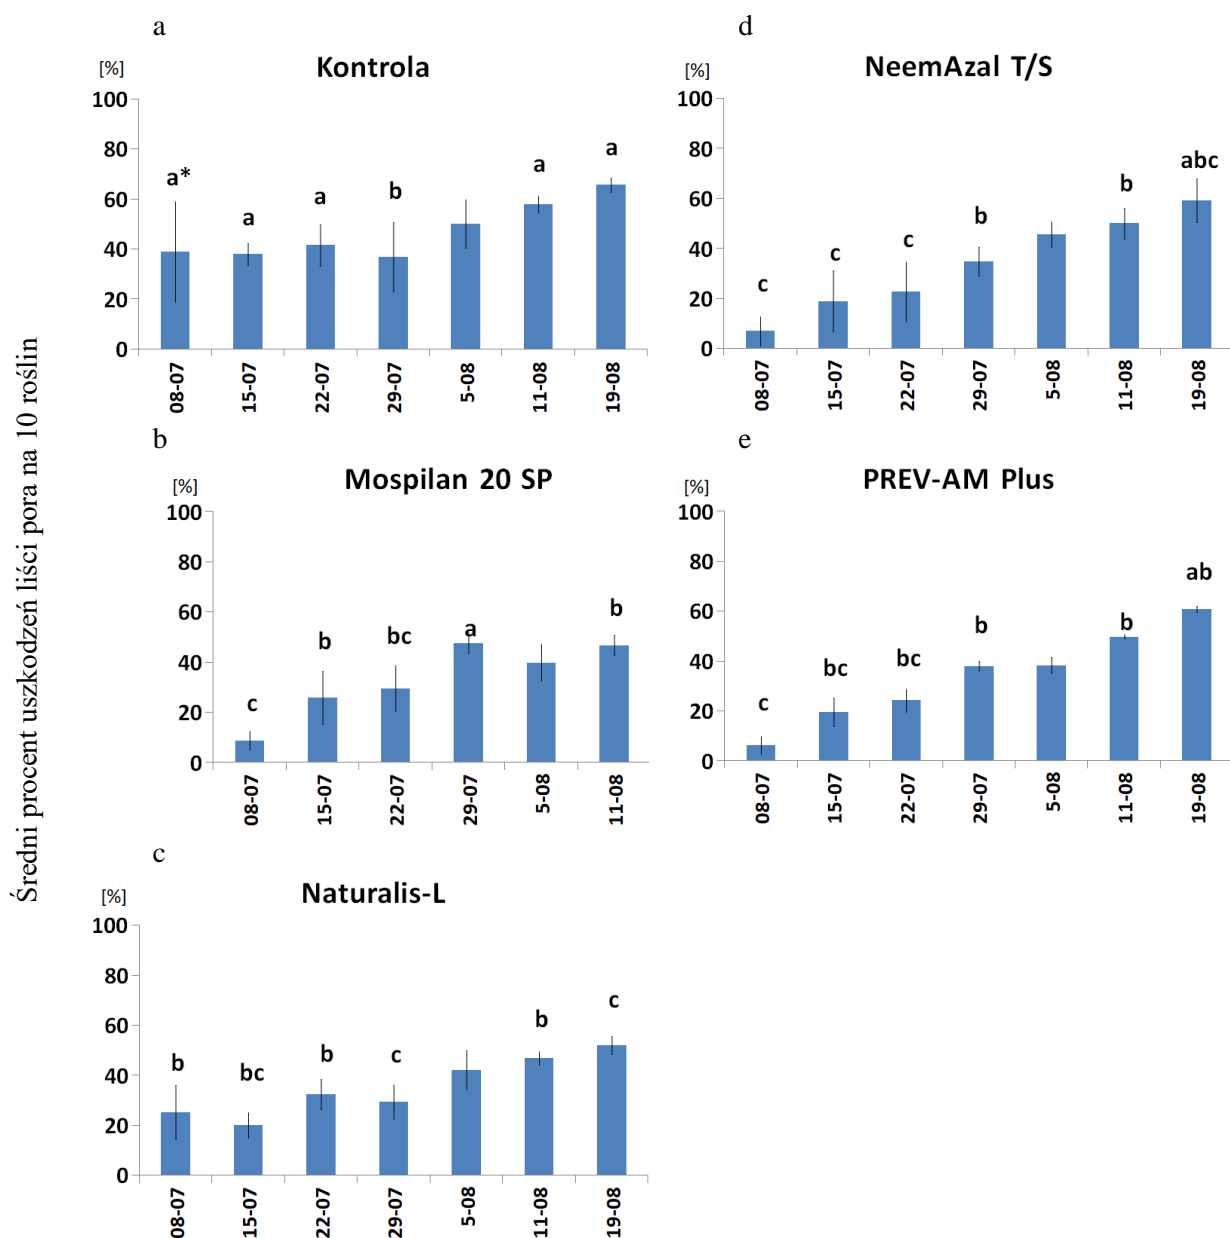 Średni procent uszkodzeń liści pora na 10 roślin
a
[%]
Kontrola
100
80
60
40
20
0
a*
a
a
b
a
a
08-07
15-07
22-07
29-07
5-08
11-08
19-08
b
[%]
Mospilan 20 SP
100
80
60
40
20
0
c
b
bc
a
b
08-07
15-07
22-07
29-07
5-08
11-08
c
[%]
Naturalis-L
100
80
60
40
20
0
b
bc
b
c
b
c
08-07
15-07
22-07
29-07
5-08
11-08
19-08
d
[%]
NeemAzal T/S
100
80
60
40
20
0
c
c
c
b
b
abc
08-07
15-07
22-07
29-07
5-08
11-08
19-08
e
[%]
PREV-AM Plus
100
80
60
40
20
0
c
bc
bc
b
b
ab
08-07
15-07
22-07
29-07
5-08
11-08
19-08